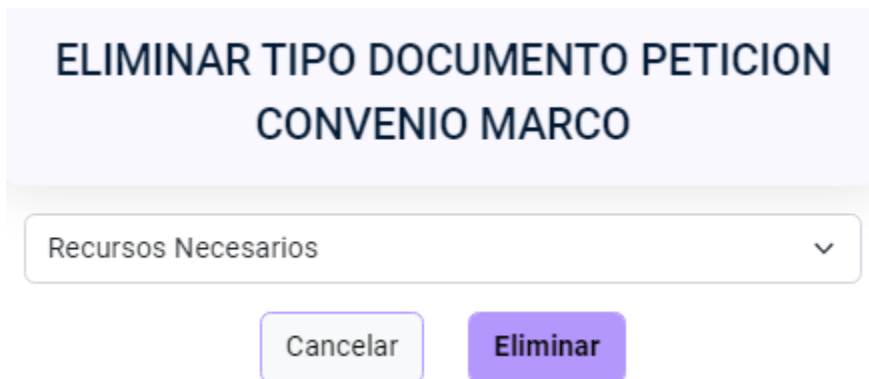 ELIMINAR TIPO DOCUMENTO PETICION
CONVENIO MARCO
Recursos Necesarios
Cancelar Eliminar